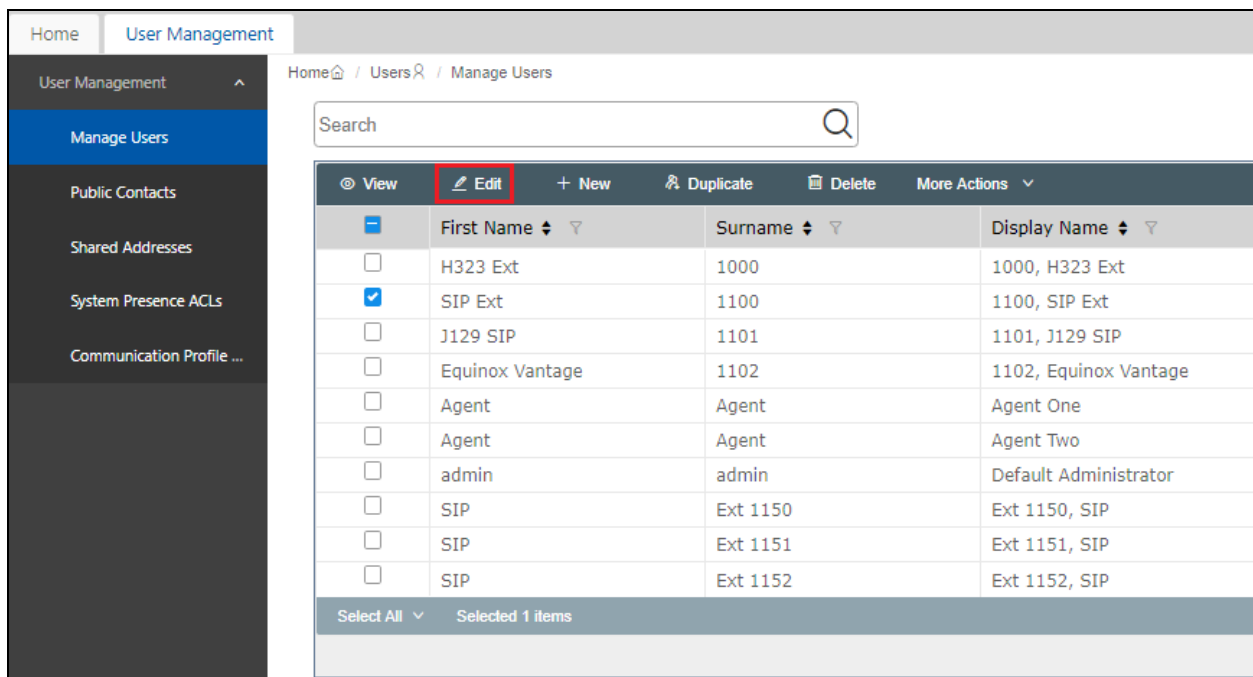 Home User Management
User Management
Home / Users / Manage Users
Manage Users
Search
Public Contacts
View Edit + New Duplicate Delete More Actions
First Name Surname Display Name
Shared Addresses
H323 Ext 1000 1000, H323 Ext
System Presence ACLs
SIP Ext 1100 1100, SIP Ext
J129 SIP 1101 1101, J129 SIP
Communication Profile ...
Equinox Vantage 1102 1102, Equinox Vantage
Agent Agent Agent One
Agent Agent Agent Two
admin admin Default Administrator
SIP Ext 1150 Ext 1150, SIP
SIP Ext 1151 Ext 1151, SIP
SIP Ext 1152 Ext 1152, SIP
Select All Selected 1 items